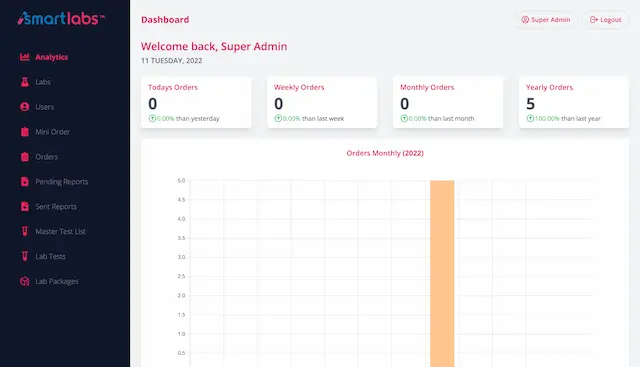 smartlabs™
Analytics
Labs
Users
Mini Order
Orders
Pending Reports
Sent Reports
Master Test List
Lab Tests
Lab Packages
Dashboard
Super Admin
Logout
Welcome back, Super Admin
11 TUESDAY, 2022
Todays Orders
0
0.00% than yesterday
Weekly Orders
0
0.00% than last week
Monthly Orders
0
0.00% than last month
Yearly Orders
5
100.00% than last year
Orders Monthly (2022)
5.0
4.5
4.0
3.5
3.0
2.5
2.0
1.5
1.0
0.5